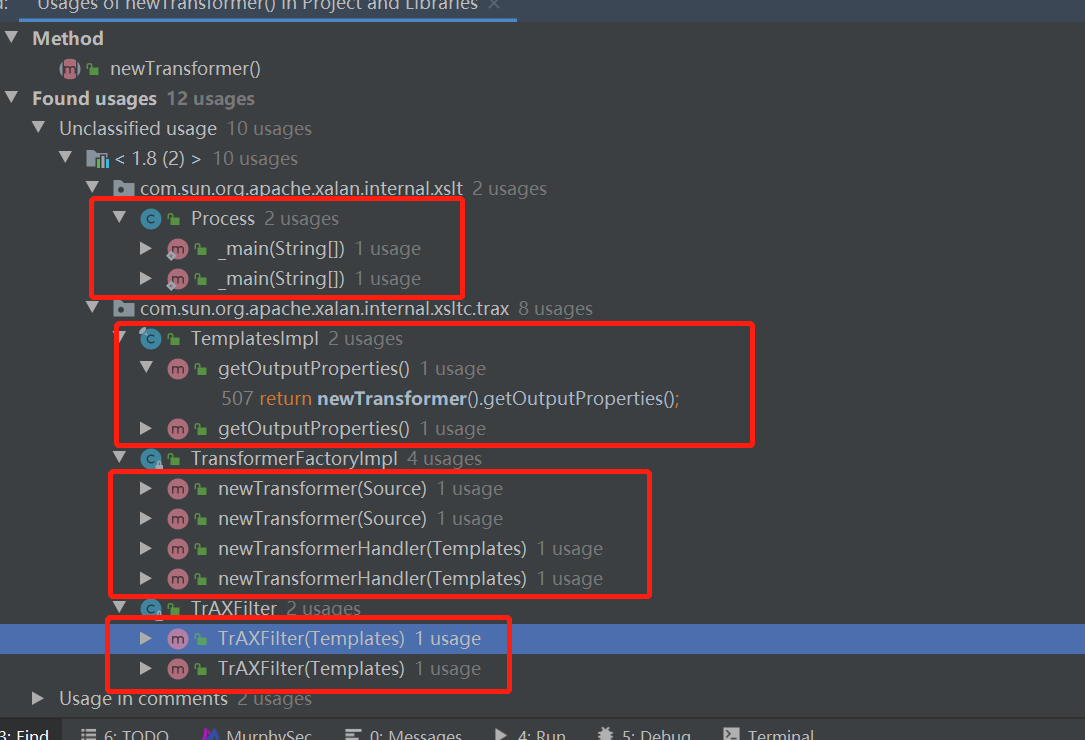 d: Usages of newTransformer() in Project and Libraries ×
Method
newTransformer()
Found usages 12 usages
Unclassified usage 10 usages
< 1.8 (2) > 10 usages
com.sun.org.apache.xalan.internal.xslt 2 usages
Process 2 usages
_main(String[]) 1 usage
_main(String[]) 1 usage
com.sun.org.apache.xalan.internal.xsltc.trax 8 usages
TemplatesImpl 2 usages
getOutputProperties() 1 usage
507 return newTransformer().getOutputProperties();
getOutputProperties() 1 usage
TransformerFactoryImpl 4 usages
newTransformer(Source) 1 usage
newTransformer(Source) 1 usage
newTransformerHandler(Templates) 1 usage
newTransformerHandler(Templates) 1 usage
TrAXFilter 2 usages
TrAXFilter(Templates) 1 usage
TrAXFilter(Templates) 1 usage
Usage in comments 2 usages
3: Find 6: TODO MurphySec 0: Messages 4: Run 5: Debug Terminal